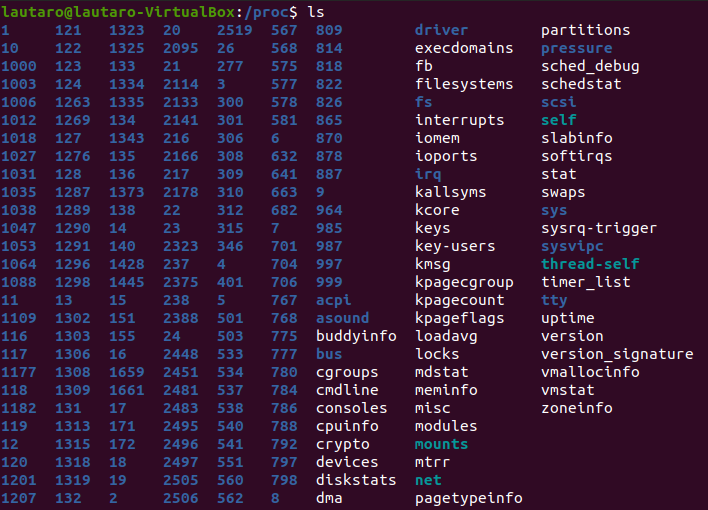 lautaro@lautaro-VirtualBox:/proc$ ls
1 121 1323 20 2519 567 809 driver partitions
10 122 1325 2095 26 568 814 execdomains pressure
1000 123 133 21 277 575 818 fb sched_debug
1003 124 1334 2114 3 577 822 filesystems schedstat
1006 1263 1335 2133 300 578 826 fs scsi
1012 1269 134 2141 301 581 865 interrupts self
1018 127 1343 216 306 6 870 iomem slabinfo
1027 1276 135 2166 308 632 878 ioports softirqs
1031 128 136 217 309 641 887 irq stat
1035 1287 1373 2178 310 663 9 kallsyms swaps
1038 1289 138 22 312 682 964 kcore sys
1047 1290 14 23 315 7 985 keys sysrq-trigger
1053 1291 140 2323 346 701 987 key-users sysvipc
1064 1296 1428 237 4 704 997 kmsg thread-self
1088 1298 1445 2375 401 706 999 kpagecgroup timer_list
11 13 15 238 5 767 acpi kpagecount tty
1109 1302 151 2388 501 768 asound kpageflags uptime
116 1303 155 24 503 775 buddyinfo loadavg version
117 1306 16 2448 533 777 bus locks version_signature
1177 1308 1659 2451 534 780 cgroups mdstat vmallocinfo
118 1309 1661 2481 537 784 cmdline meminfo vmstat
1182 131 17 2483 538 786 consoles misc zoneinfo
119 1313 171 2495 540 788 cpuinfo modules
12 1315 172 2496 541 792 crypto mounts
120 1318 18 2497 551 797 devices mtrr
1201 1319 19 2505 560 798 diskstats net
1207 132 2 2506 562 8 dma pagetypeinfo